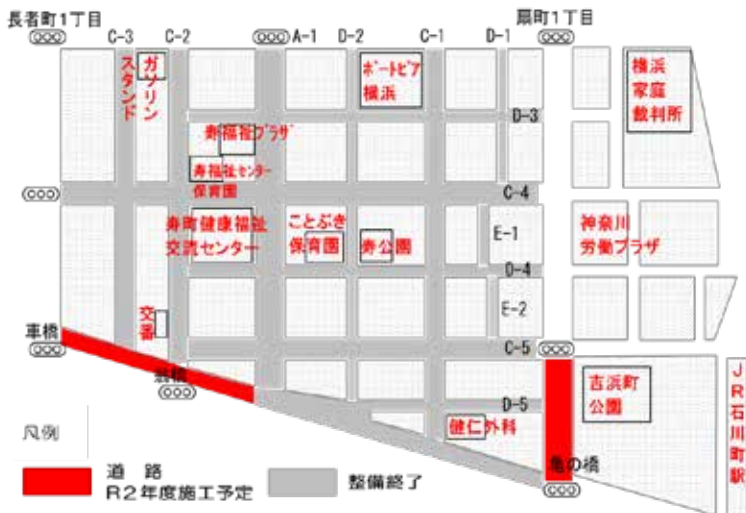 長者町1丁目
C-3
C-2
A-1
D-2
C-1
D-1
扇町1丁目
ガソリン
スタンド
ポートピア
横浜
横浜
家庭
裁判所
D-3
寿福祉プラザ
寿福祉センター
保育園
C-4
寿町健康福祉
交流センター
ことぶき
保育園
寿公園
E-1
神奈川
労働プラザ
D-4
交番
E-2
車橋
C-5
翁橋
吉浜町
公園
JR石川町駅
D-5
健仁外科
亀の橋
凡例
道路
R2年度施工予定
整備終了